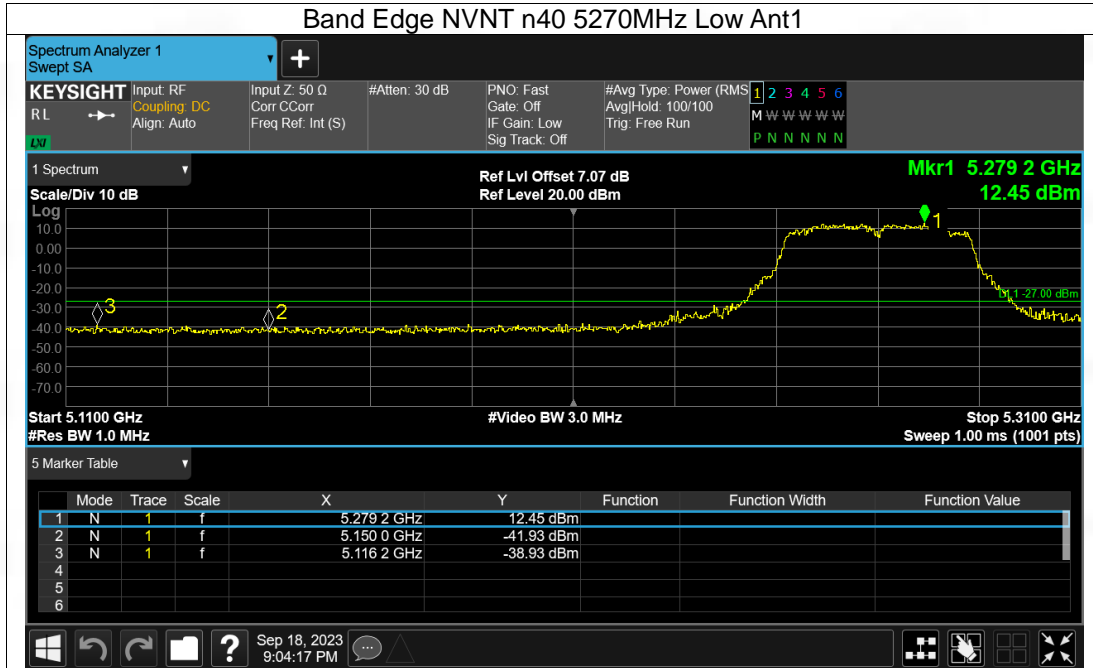 Band Edge NVNT n40 5270MHz Low Ant1
Spectrum Analyzer 1
Swept SA
+
KEYSIGHT Input: RF Input Z: 50 Ω #Atten: 30 dB PNO: Fast #Avg Type: Power (RMS 1 2 3 4 5 6
RL Coupling: DC Corr CCorr Gate: Off Avg|Hold: 100/100 M W W W W W
Align: Auto Freq Ref: Int (S) IF Gain: Low Trig: Free Run
LXI Sig Track: Off P N N N N N
1 Spectrum Ref Lvl Offset 7.07 dB Mkr1 5.279 2 GHz
Scale/Div 10 dB Ref Level 20.00 dBm 12.45 dBm
Log
10.0 1
0.00
-10.0
-20.0
-27.00 dBm
-30.0 3 2
-40.0
-50.0
-60.0
-70.0
Start 5.1100 GHz #Video BW 3.0 MHz Stop 5.3100 GHz
#Res BW 1.0 MHz Sweep 1.00 ms (1001 pts)
5 Marker Table
Mode Trace Scale X Y Function Function Width Function Value
1 N 1 f 5.279 2 GHz 12.45 dBm
2 N 1 f 5.150 0 GHz -41.93 dBm
3 N 1 f 5.116 2 GHz -38.93 dBm
4
5
6
? Sep 18, 2023
9:04:17 PM